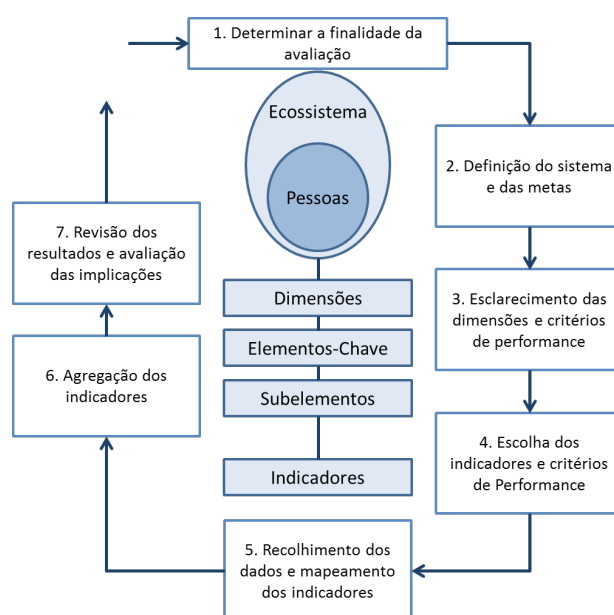 1. Determinar a finalidade da
avaliação
Ecossistema
Pessoas
2. Definição do sistema
e das metas
7. Revisão dos
resultados e avaliação
das implicações
Dimensões
3. Esclarecimento das
dimensões e critérios
de performance
Elementos-Chave
6. Agregação dos
indicadores
Subelementos
4. Escolha dos
indicadores e critérios
de Performance
Indicadores
5. Recolhimento dos
dados e mapeamento
dos indicadores